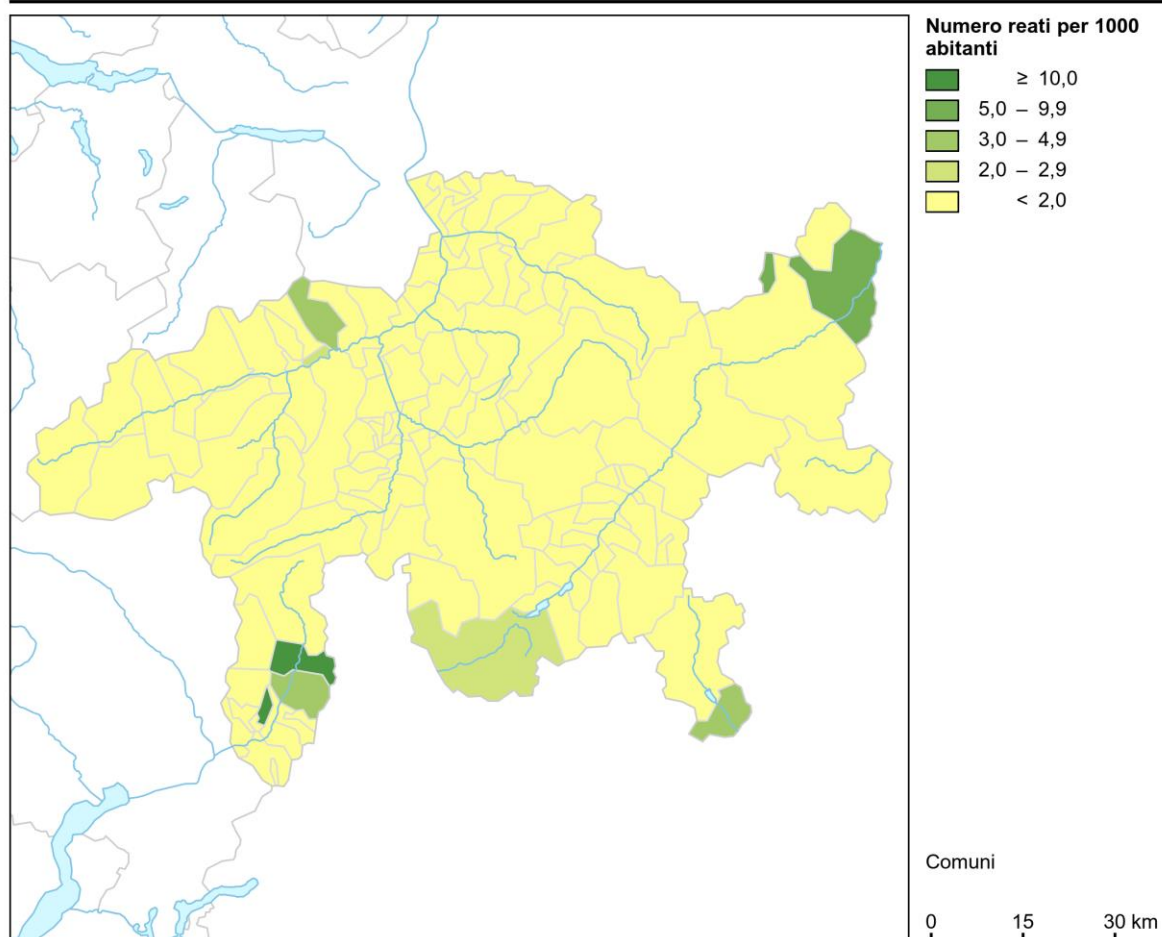 Numero reati per 1000
abitanti
≥ 10,0
5,0 – 9,9
3,0 – 4,9
2,0 – 2,9
< 2,0
Comuni
0 15 30 km